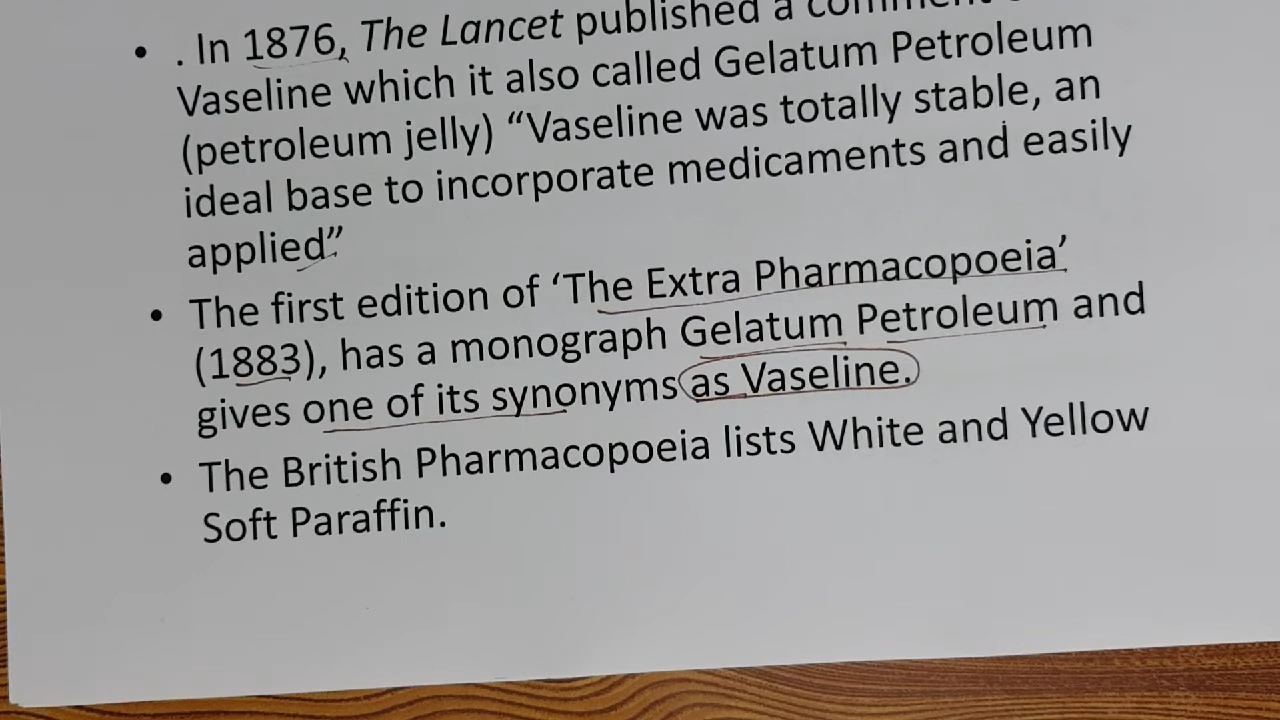 • . In 1876, The Lancet published a comment
Vaseline which it also called Gelatum Petroleum
(petroleum jelly) “Vaseline was totally stable, an
ideal base to incorporate medicaments and easily
applied”
• The first edition of ‘The Extra Pharmacopoeia’
(1883), has a monograph Gelatum Petroleum and
gives one of its synonyms as Vaseline.
• The British Pharmacopoeia lists White and Yellow
Soft Paraffin.